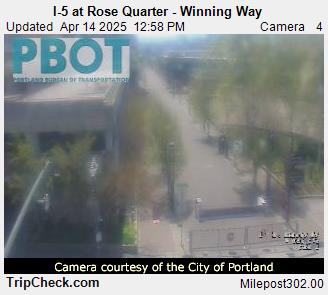 I-5 at Rose Quarter - Winning Way
Updated Apr 14 2025 12:58 PM Camera 4
PBOT
PORTLAND BUREAU OF TRANSPORTATION
Camera courtesy of the City of Portland
TripCheck.com Milepost302.00